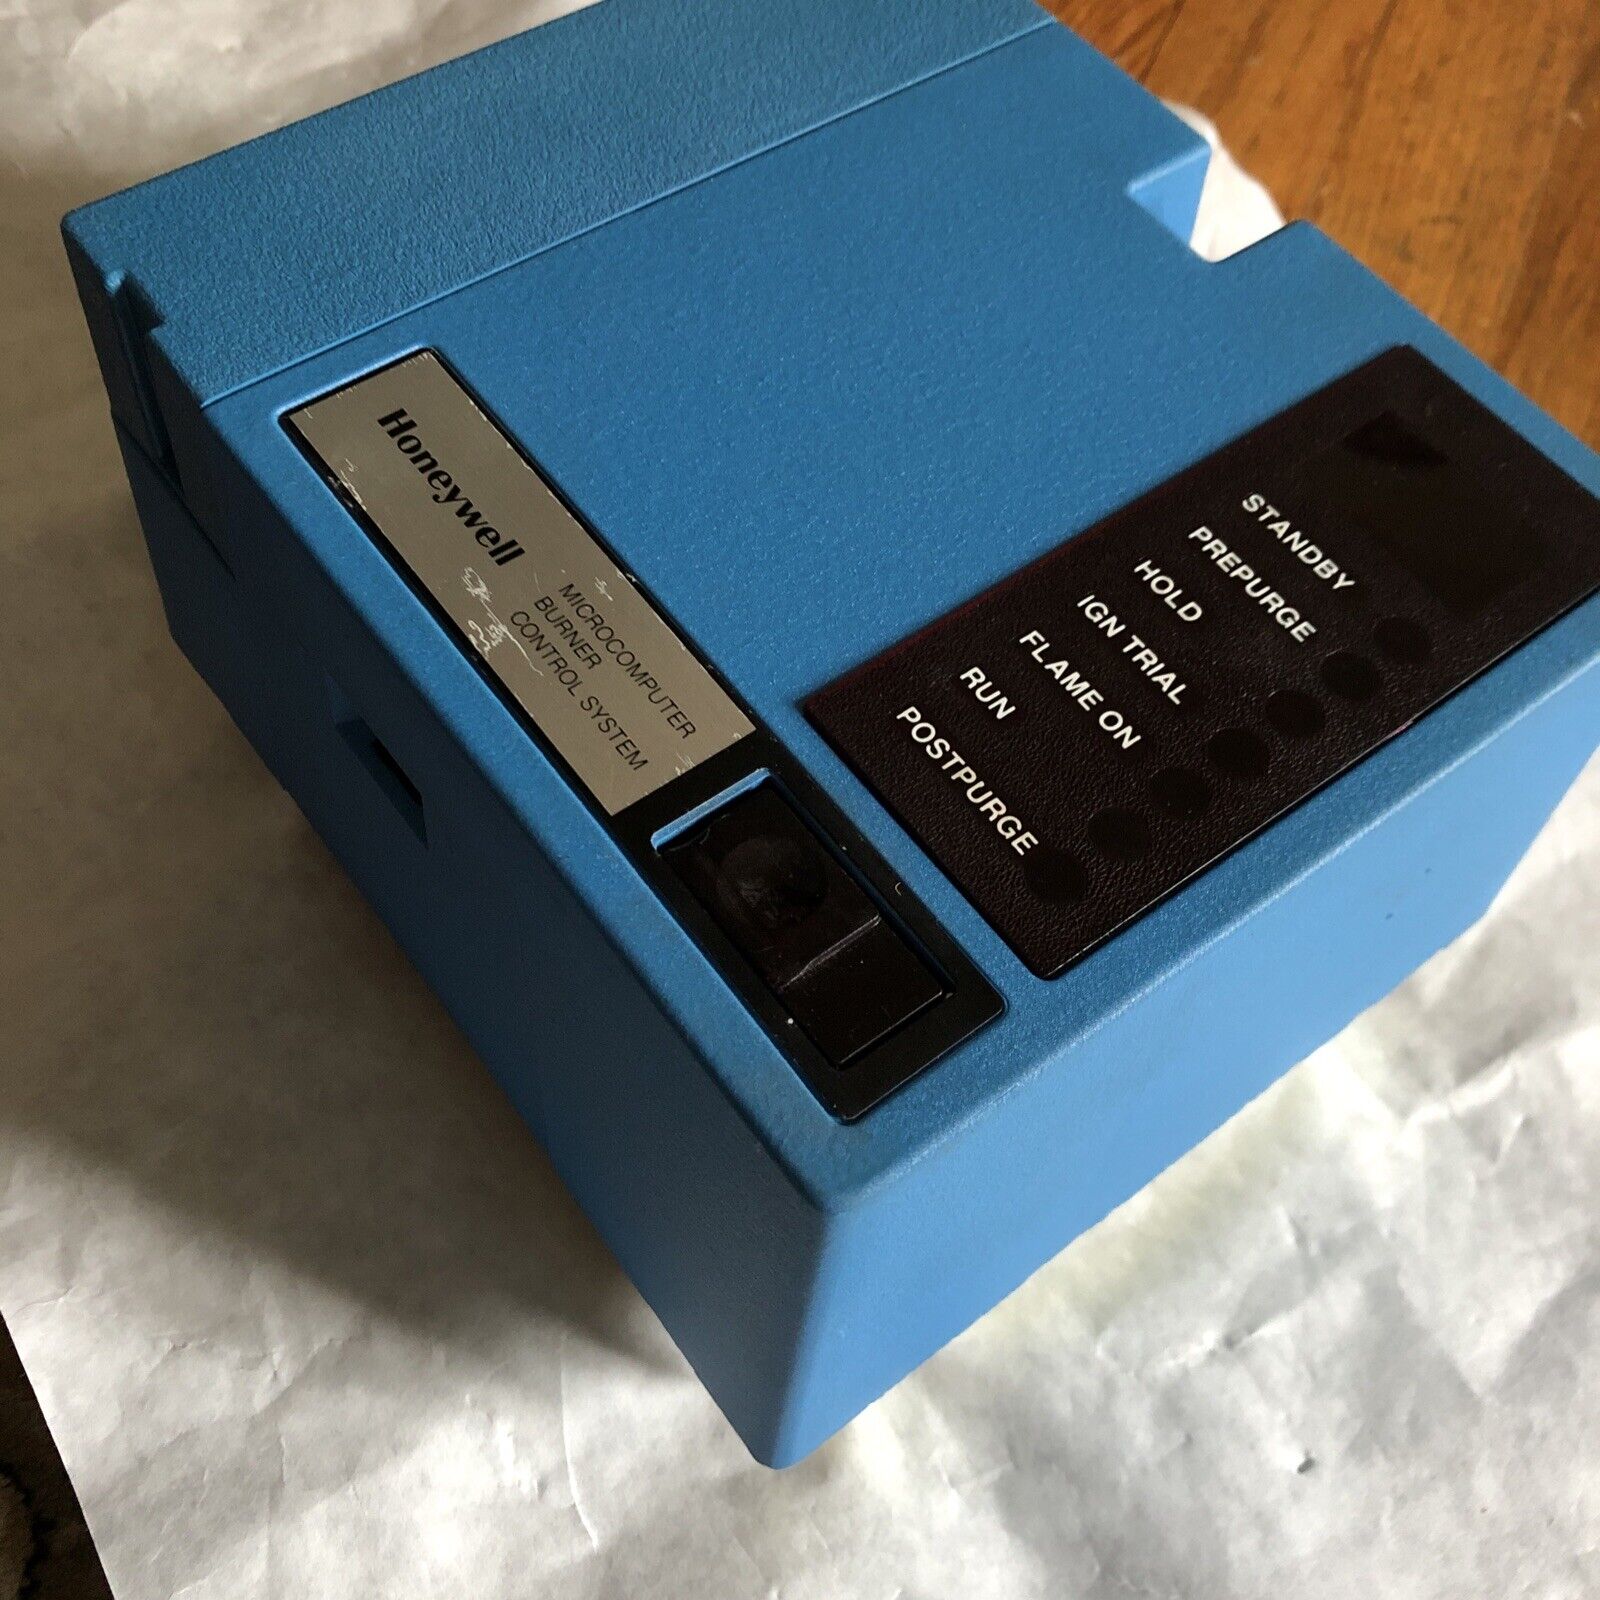 Honeywell
MICROCOMPUTER
BURNER
CONTROL SYSTEM
STANDBY
PREPURGE
HOLD
IGN TRIAL
FLAME ON
RUN
POSTPURGE